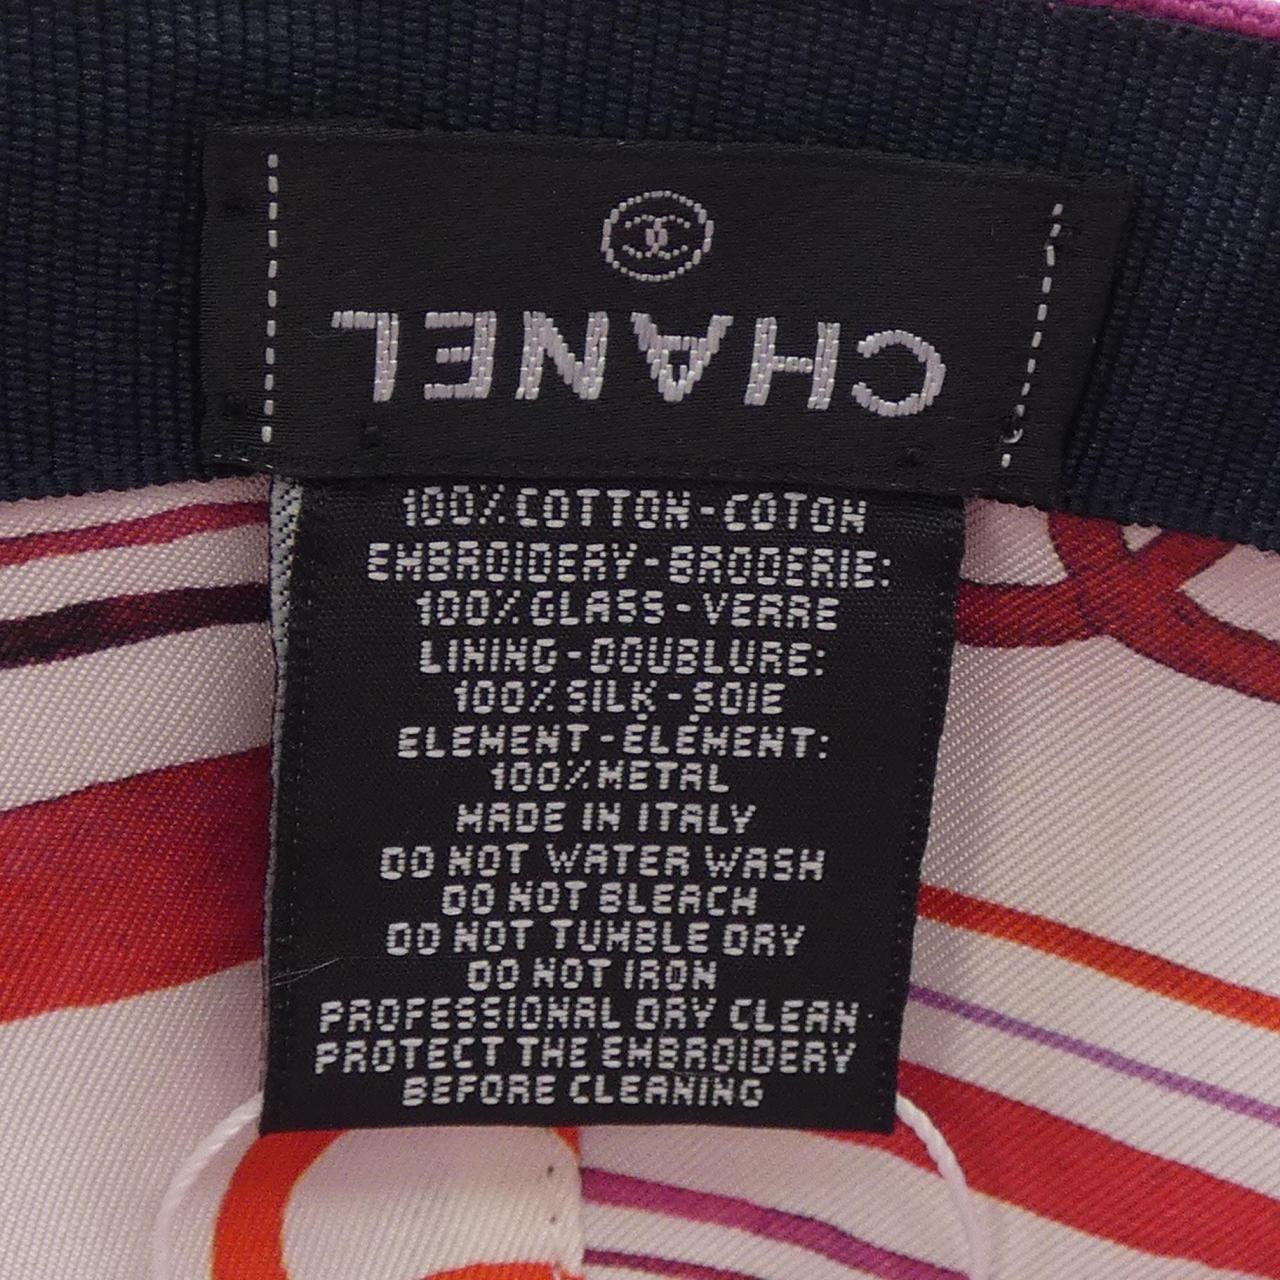 CHANEL
100% COTTON - COTON
EMBROIDERY - BRODERIE:
100% GLASS - VERRE
LINING - DOUBLURE:
100% SILK - SOIE
ELEMENT - ÉLÉMENT:
100% METAL
MADE IN ITALY
DO NOT WATER WASH
DO NOT BLEACH
DO NOT TUMBLE DRY
DO NOT IRON
PROFESSIONAL DRY CLEAN
PROTECT THE EMBROIDERY
BEFORE CLEANING